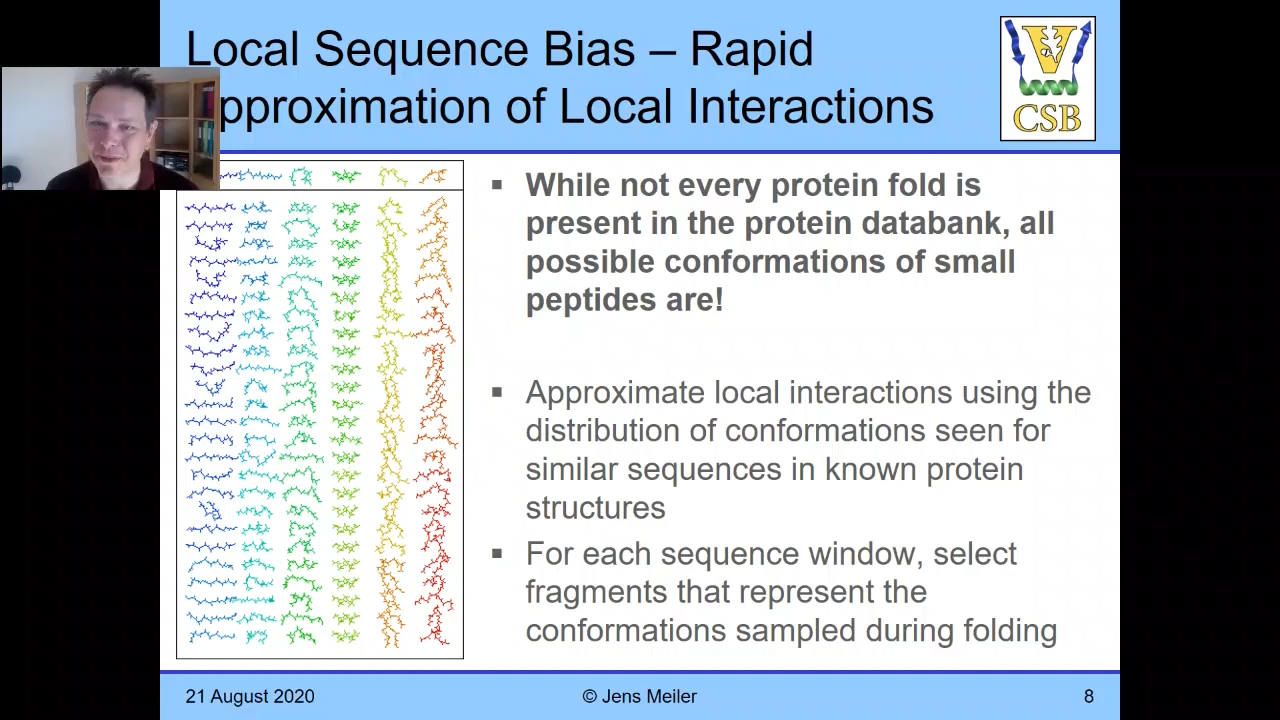 Local Sequence Bias – Rapid
pproximation of Local Interactions
V
CSB
▪ While not every protein fold is
present in the protein databank, all
possible conformations of small
peptides are!
▪ Approximate local interactions using the
distribution of conformations seen for
similar sequences in known protein
structures
▪ For each sequence window, select
fragments that represent the
conformations sampled during folding
21 August 2020
© Jens Meiler
8